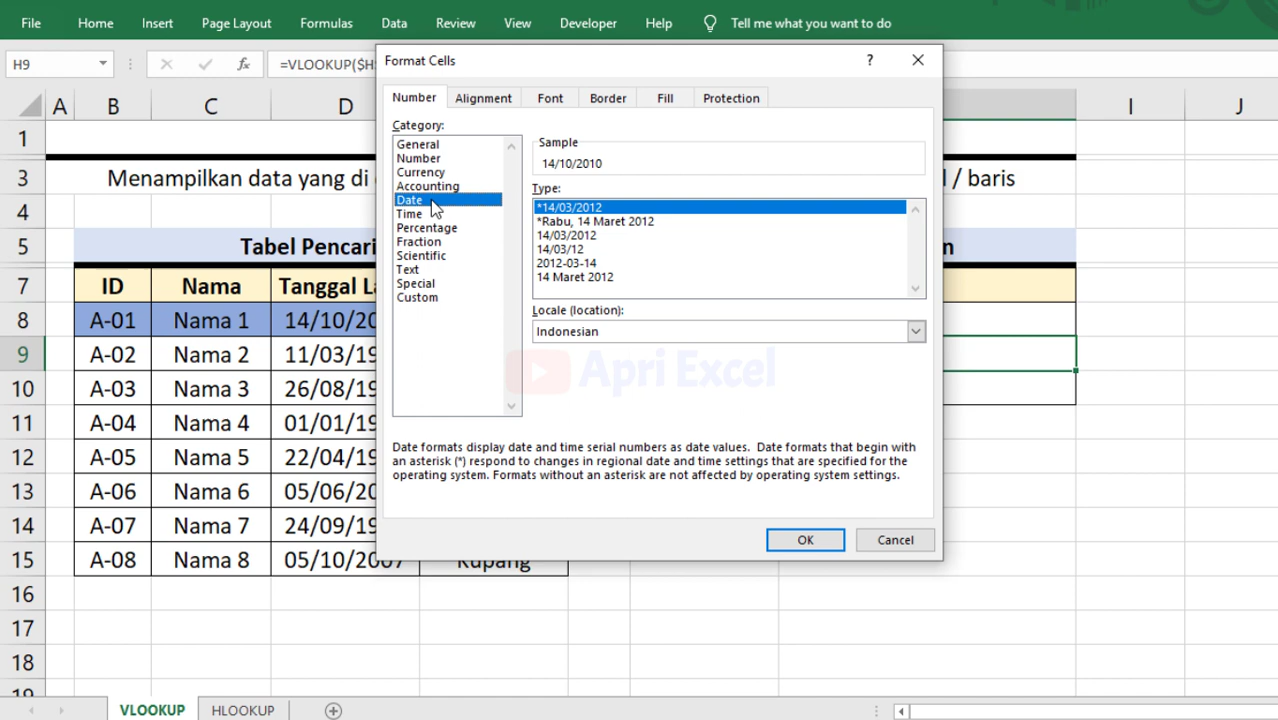 File Home Insert Page Layout Formulas Data Review View Developer Help Tell me what you want to do
H9 fx =VLOOKUP($H
Format Cells ?
Number Alignment Font Border Fill Protection
Category:
General
Number
Currency
Accounting
Date
Time
Percentage
Fraction
Scientific
Text
Special
Custom
Sample
14/10/2010
Type:
*14/03/2012
*Rabu, 14 Maret 2012
14/03/2012
14/03/12
2012-03-14
14 Maret 2012
Locale (location):
Indonesian
Apri Excel
Date formats display date and time serial numbers as date values. Date formats that begin with
an asterisk (*) respond to changes in regional date and time settings that are specified for the
operating system. Formats without an asterisk are not affected by operating system settings.
OK Cancel
A B C D I J
1
3 Menampilkan data yang di l / baris
4
5 Tabel Pencari n
7 ID Nama Tanggal La
8 A-01 Nama 1 14/10/20
9 A-02 Nama 2 11/03/19
10 A-03 Nama 3 26/08/19
11 A-04 Nama 4 01/01/19
12 A-05 Nama 5 22/04/19
13 A-06 Nama 6 05/06/20
14 A-07 Nama 7 24/09/19
15 A-08 Nama 8 05/10/2007 Kupang
16
17
18
19
VLOOKUP HLOOKUP